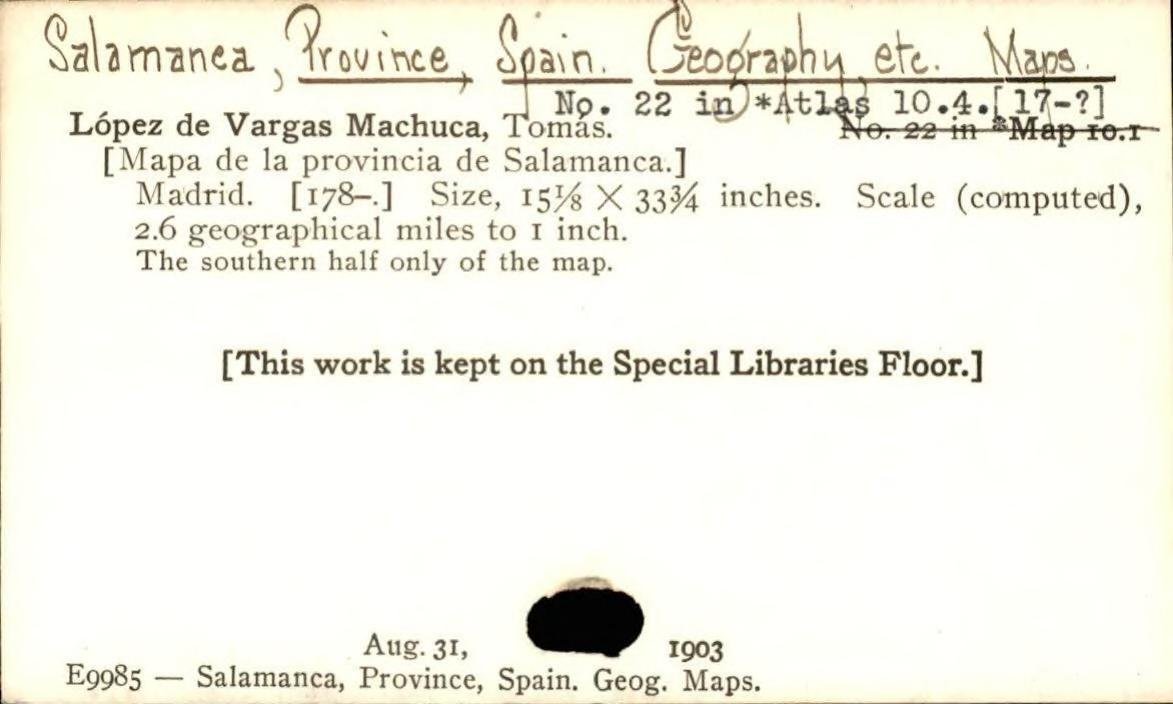 Salamanca, Province, Spain. Geography etc. Maps.
No. 22 in *Atlas 10.4.[17-?]
López de Vargas Machuca, Tomás.
No. 22 in *Map 10.1
[Mapa de la provincia de Salamanca.]
Madrid. [178–.] Size, 15⅛ × 33¾ inches. Scale (computed),
2.6 geographical miles to 1 inch.
The southern half only of the map.
[This work is kept on the Special Libraries Floor.]
Aug. 31, 1903
E9985 — Salamanca, Province, Spain. Geog. Maps.